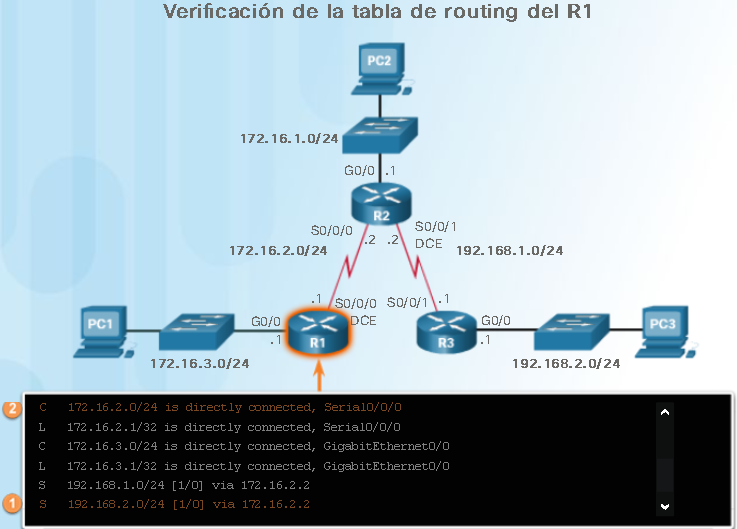 Verificación de la tabla de routing del R1
PC2
172.16.1.0/24
G0/0
.1
R2
S0/0/0
.2
.2
S0/0/1
DCE
172.16.2.0/24
192.168.1.0/24
.1
S0/0/0
DCE
S0/0/1
.1
PC1
G0/0
.1
R1
R3
G0/0
.1
PC3
172.16.3.0/24
192.168.2.0/24
2
C 172.16.2.0/24 is directly connected, Serial0/0/0
L 172.16.2.1/32 is directly connected, Serial0/0/0
C 172.16.3.0/24 is directly connected, GigabitEthernet0/0
L 172.16.3.1/32 is directly connected, GigabitEthernet0/0
S 192.168.1.0/24 [1/0] via 172.16.2.2
1
S 192.168.2.0/24 [1/0] via 172.16.2.2